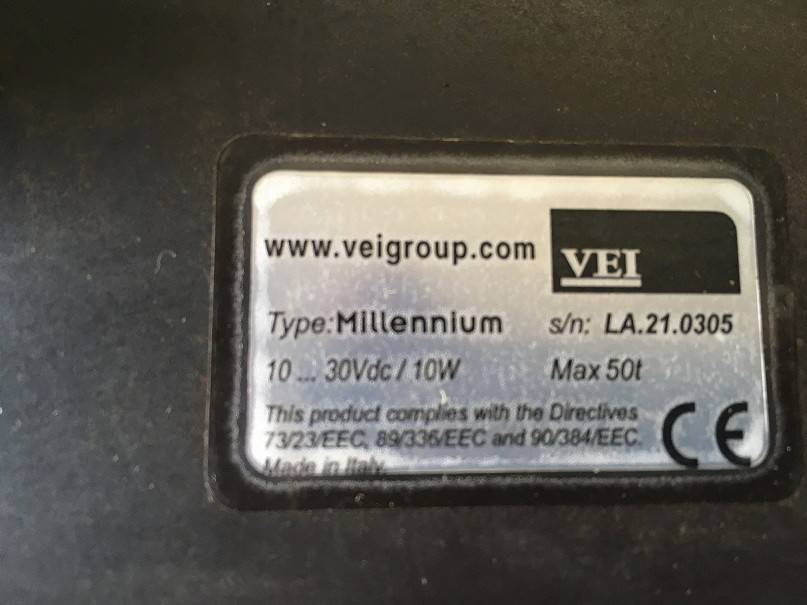 www.veigroup.com
VEI
Type:Millennium s/n: LA.21.0305
10 ... 30Vdc / 10W Max 50t
This product complies with the Directives
73/23/EEC, 89/336/EEC and 90/384/EEC.
CE
Made in Italy.